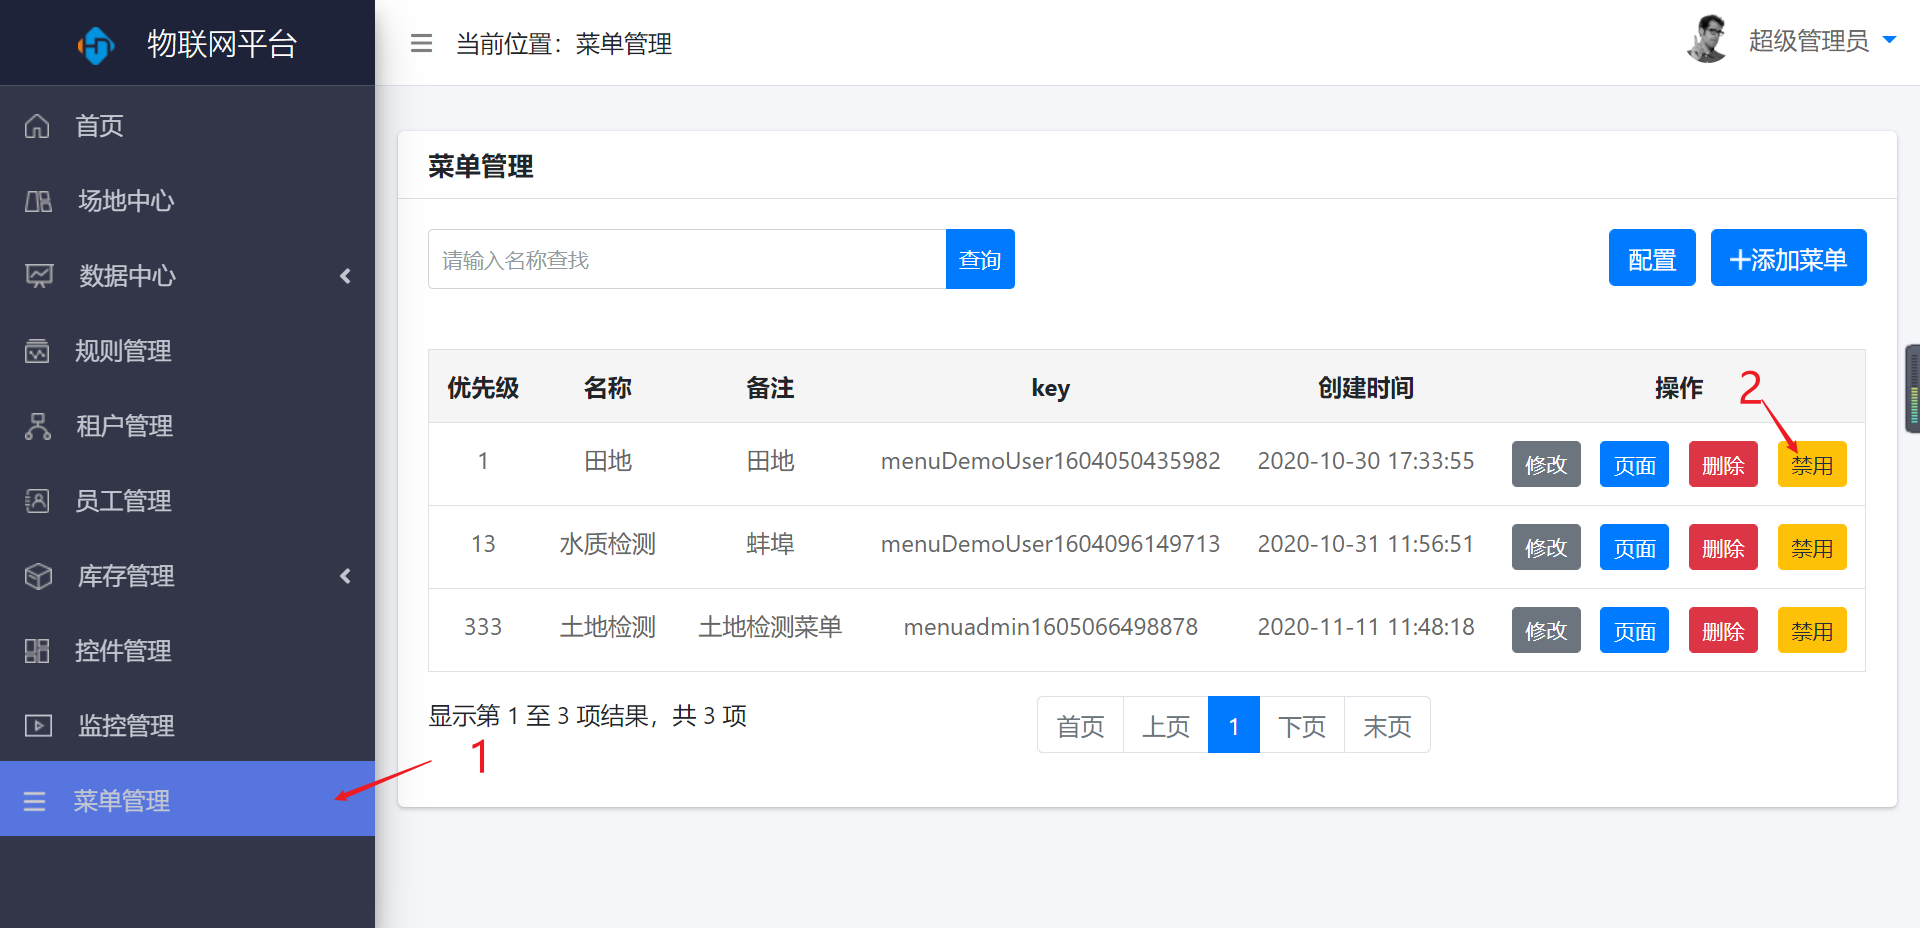 物联网平台
当前位置：菜单管理
超级管理员
首页
场地中心
数据中心
规则管理
租户管理
员工管理
库存管理
控件管理
监控管理
菜单管理
1
菜单管理
请输入名称查找 查询 配置 +添加菜单
优先级 名称 备注 key 创建时间 操作 2
1 田地 田地 menuDemoUser1604050435982 2020-10-30 17:33:55 修改 页面 删除 禁用
13 水质检测 蚌埠 menuDemoUser1604096149713 2020-10-31 11:56:51 修改 页面 删除 禁用
333 土地检测 土地检测菜单 menuadmin1605066498878 2020-11-11 11:48:18 修改 页面 删除 禁用
显示第 1 至 3 项结果，共 3 项 首页 上页 1 下页 末页